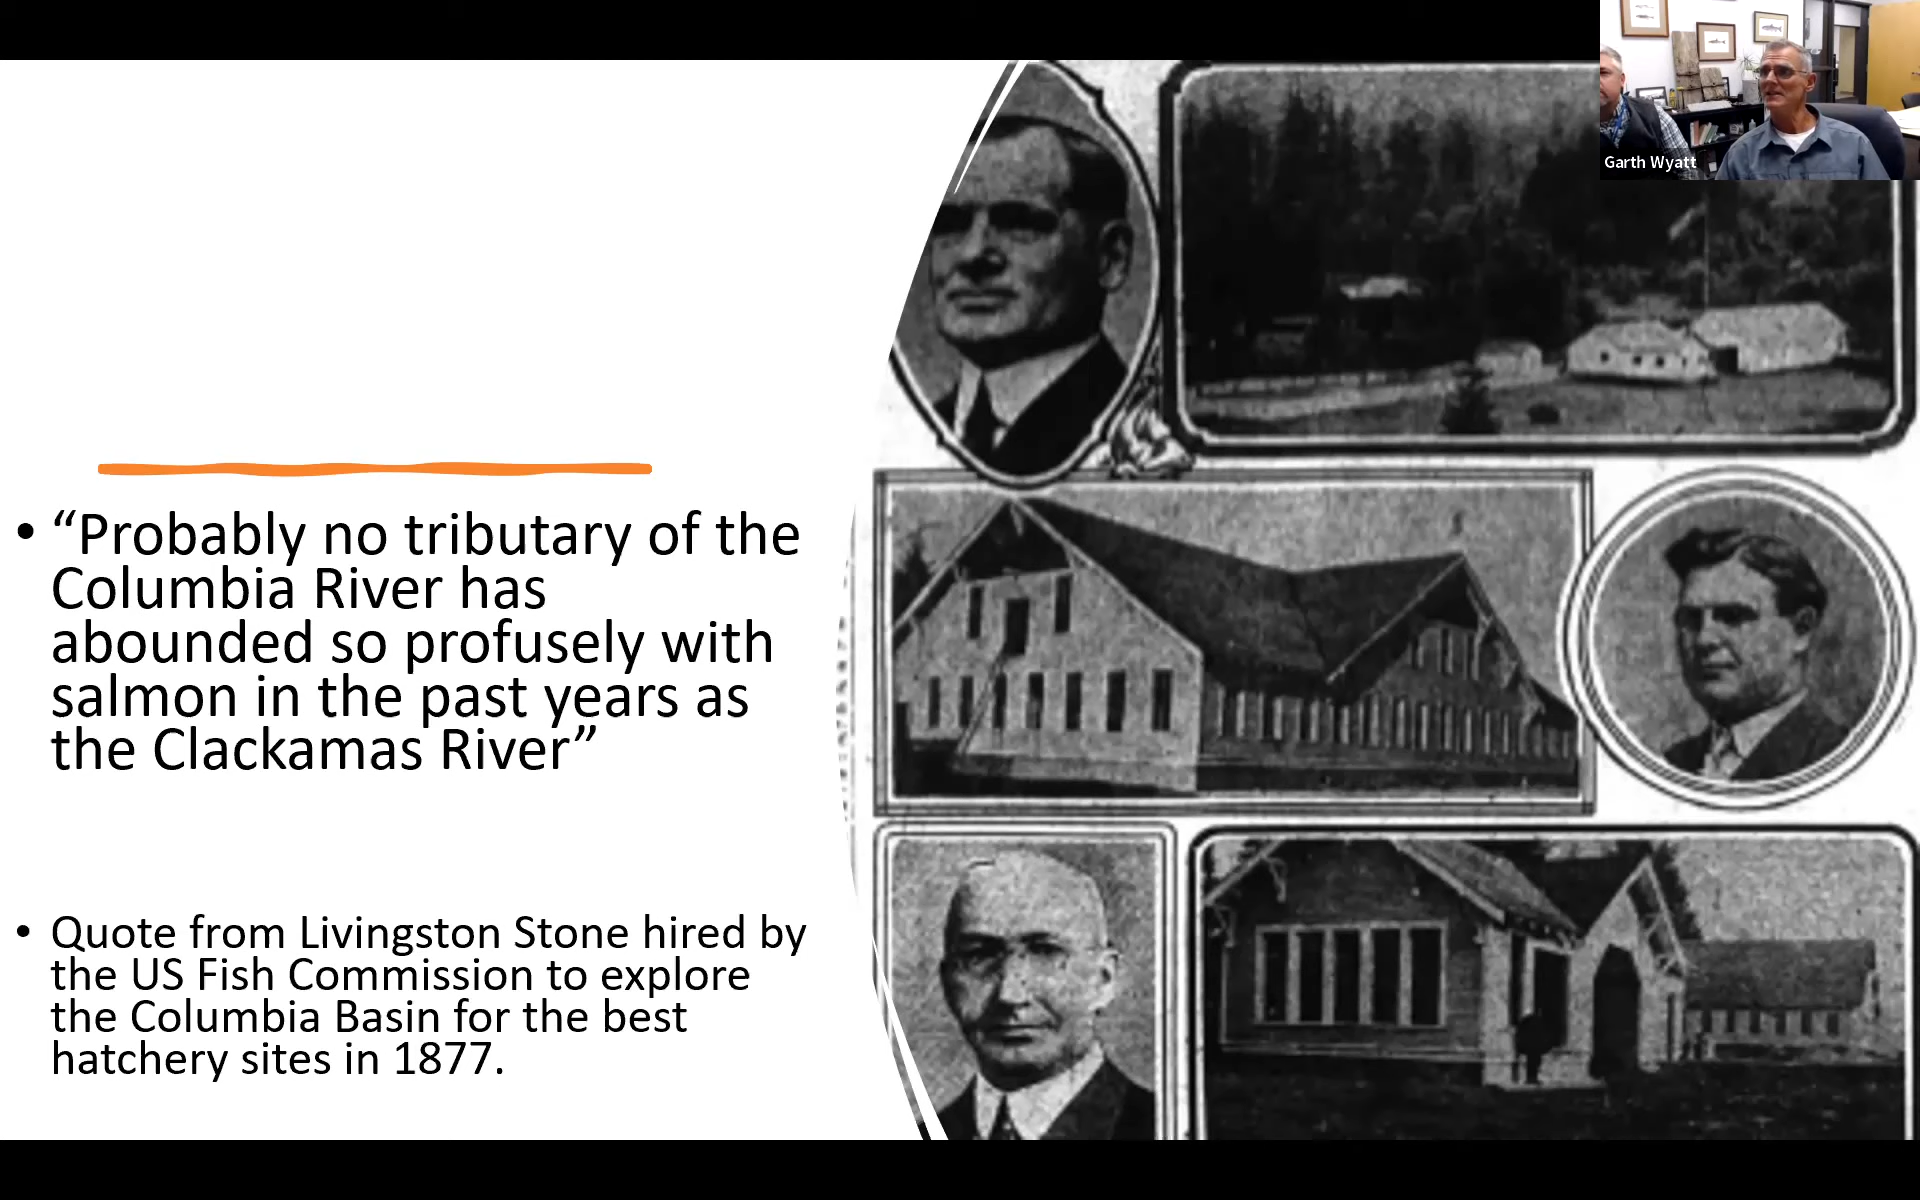 Garth Wyatt
• “Probably no tributary of the
Columbia River has
abounded so profusely with
salmon in the past years as
the Clackamas River”
• Quote from Livingston Stone hired by
the US Fish Commission to explore
the Columbia Basin for the best
hatchery sites in 1877.